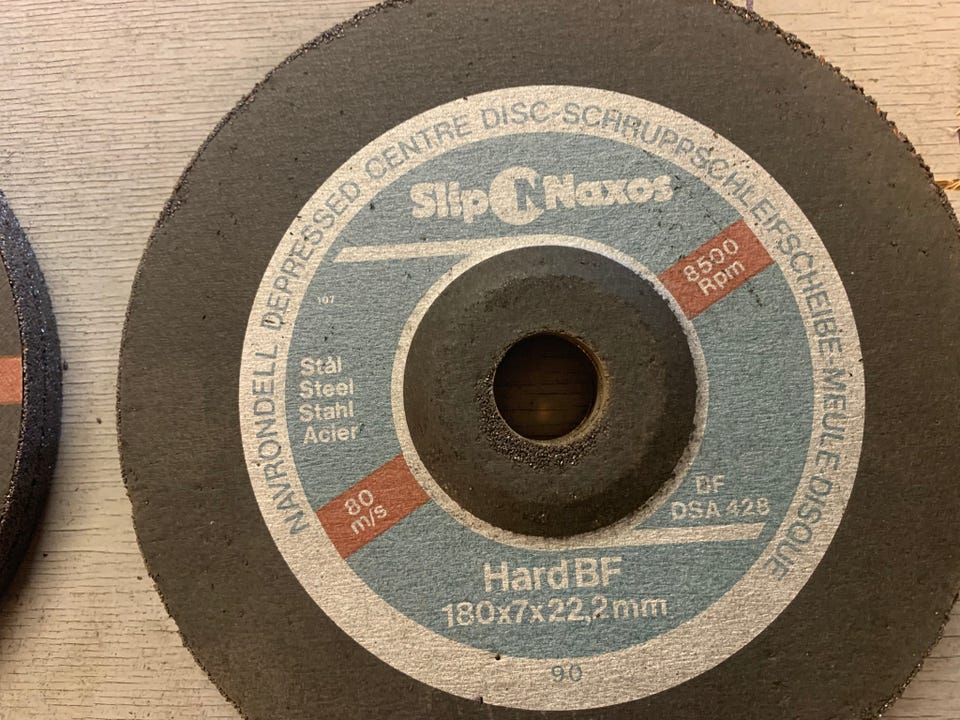 NAVRONDELL DEPRESSED CENTRE DISC-SCHRUPPSCHLEIFSCHEIBE-MEULE-DISQUE
Slip Naxos
8500
Rpm
107
Stål
Steel
Stahl
Acier
80
m/s
BF
DSA 428
Hard BF
180x7x22,2mm
90